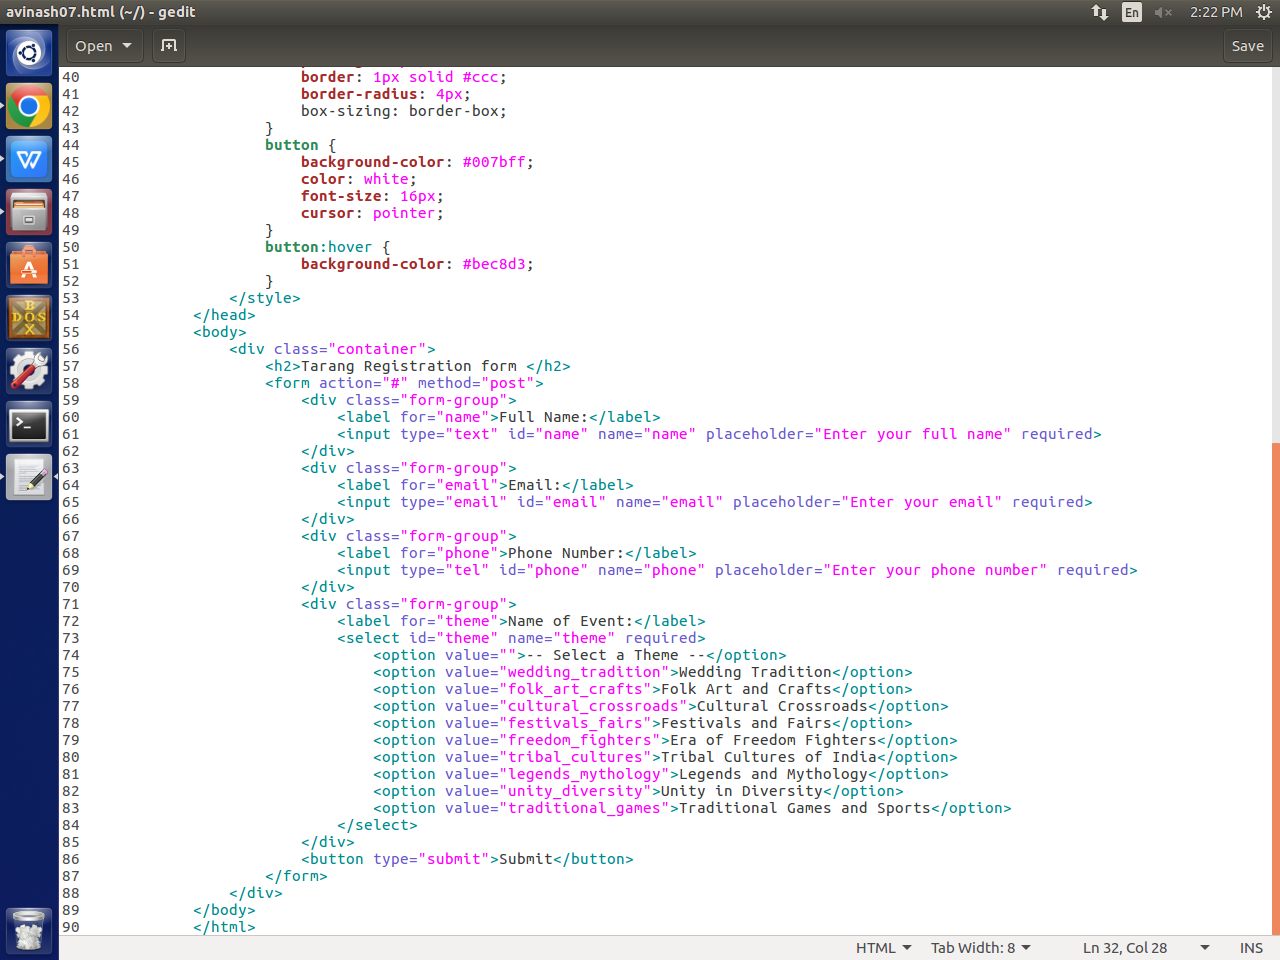 avinash07.html (~/) - gedit
En
2:22 PM
Open
Save
40 border: 1px solid #ccc;
41 border-radius: 4px;
42 box-sizing: border-box;
43 }
44 button {
45 background-color: #007bff;
46 color: white;
47 font-size: 16px;
48 cursor: pointer;
49 }
50 button:hover {
51 background-color: #bec8d3;
52 }
53 </style>
54 </head>
55 <body>
56 <div class="container">
57 <h2>Tarang Registration form </h2>
58 <form action="#" method="post">
59 <div class="form-group">
60 <label for="name">Full Name:</label>
61 <input type="text" id="name" name="name" placeholder="Enter your full name" required>
62 </div>
63 <div class="form-group">
64 <label for="email">Email:</label>
65 <input type="email" id="email" name="email" placeholder="Enter your email" required>
66 </div>
67 <div class="form-group">
68 <label for="phone">Phone Number:</label>
69 <input type="tel" id="phone" name="phone" placeholder="Enter your phone number" required>
70 </div>
71 <div class="form-group">
72 <label for="theme">Name of Event:</label>
73 <select id="theme" name="theme" required>
74 <option value="">-- Select a Theme --</option>
75 <option value="wedding_tradition">Wedding Tradition</option>
76 <option value="folk_art_crafts">Folk Art and Crafts</option>
77 <option value="cultural_crossroads">Cultural Crossroads</option>
78 <option value="festivals_fairs">Festivals and Fairs</option>
79 <option value="freedom_fighters">Era of Freedom Fighters</option>
80 <option value="tribal_cultures">Tribal Cultures of India</option>
81 <option value="legends_mythology">Legends and Mythology</option>
82 <option value="unity_diversity">Unity in Diversity</option>
83 <option value="traditional_games">Traditional Games and Sports</option>
84 </select>
85 </div>
86 <button type="submit">Submit</button>
87 </form>
88 </div>
89 </body>
90 </html>
HTML
Tab Width: 8
Ln 32, Col 28
INS